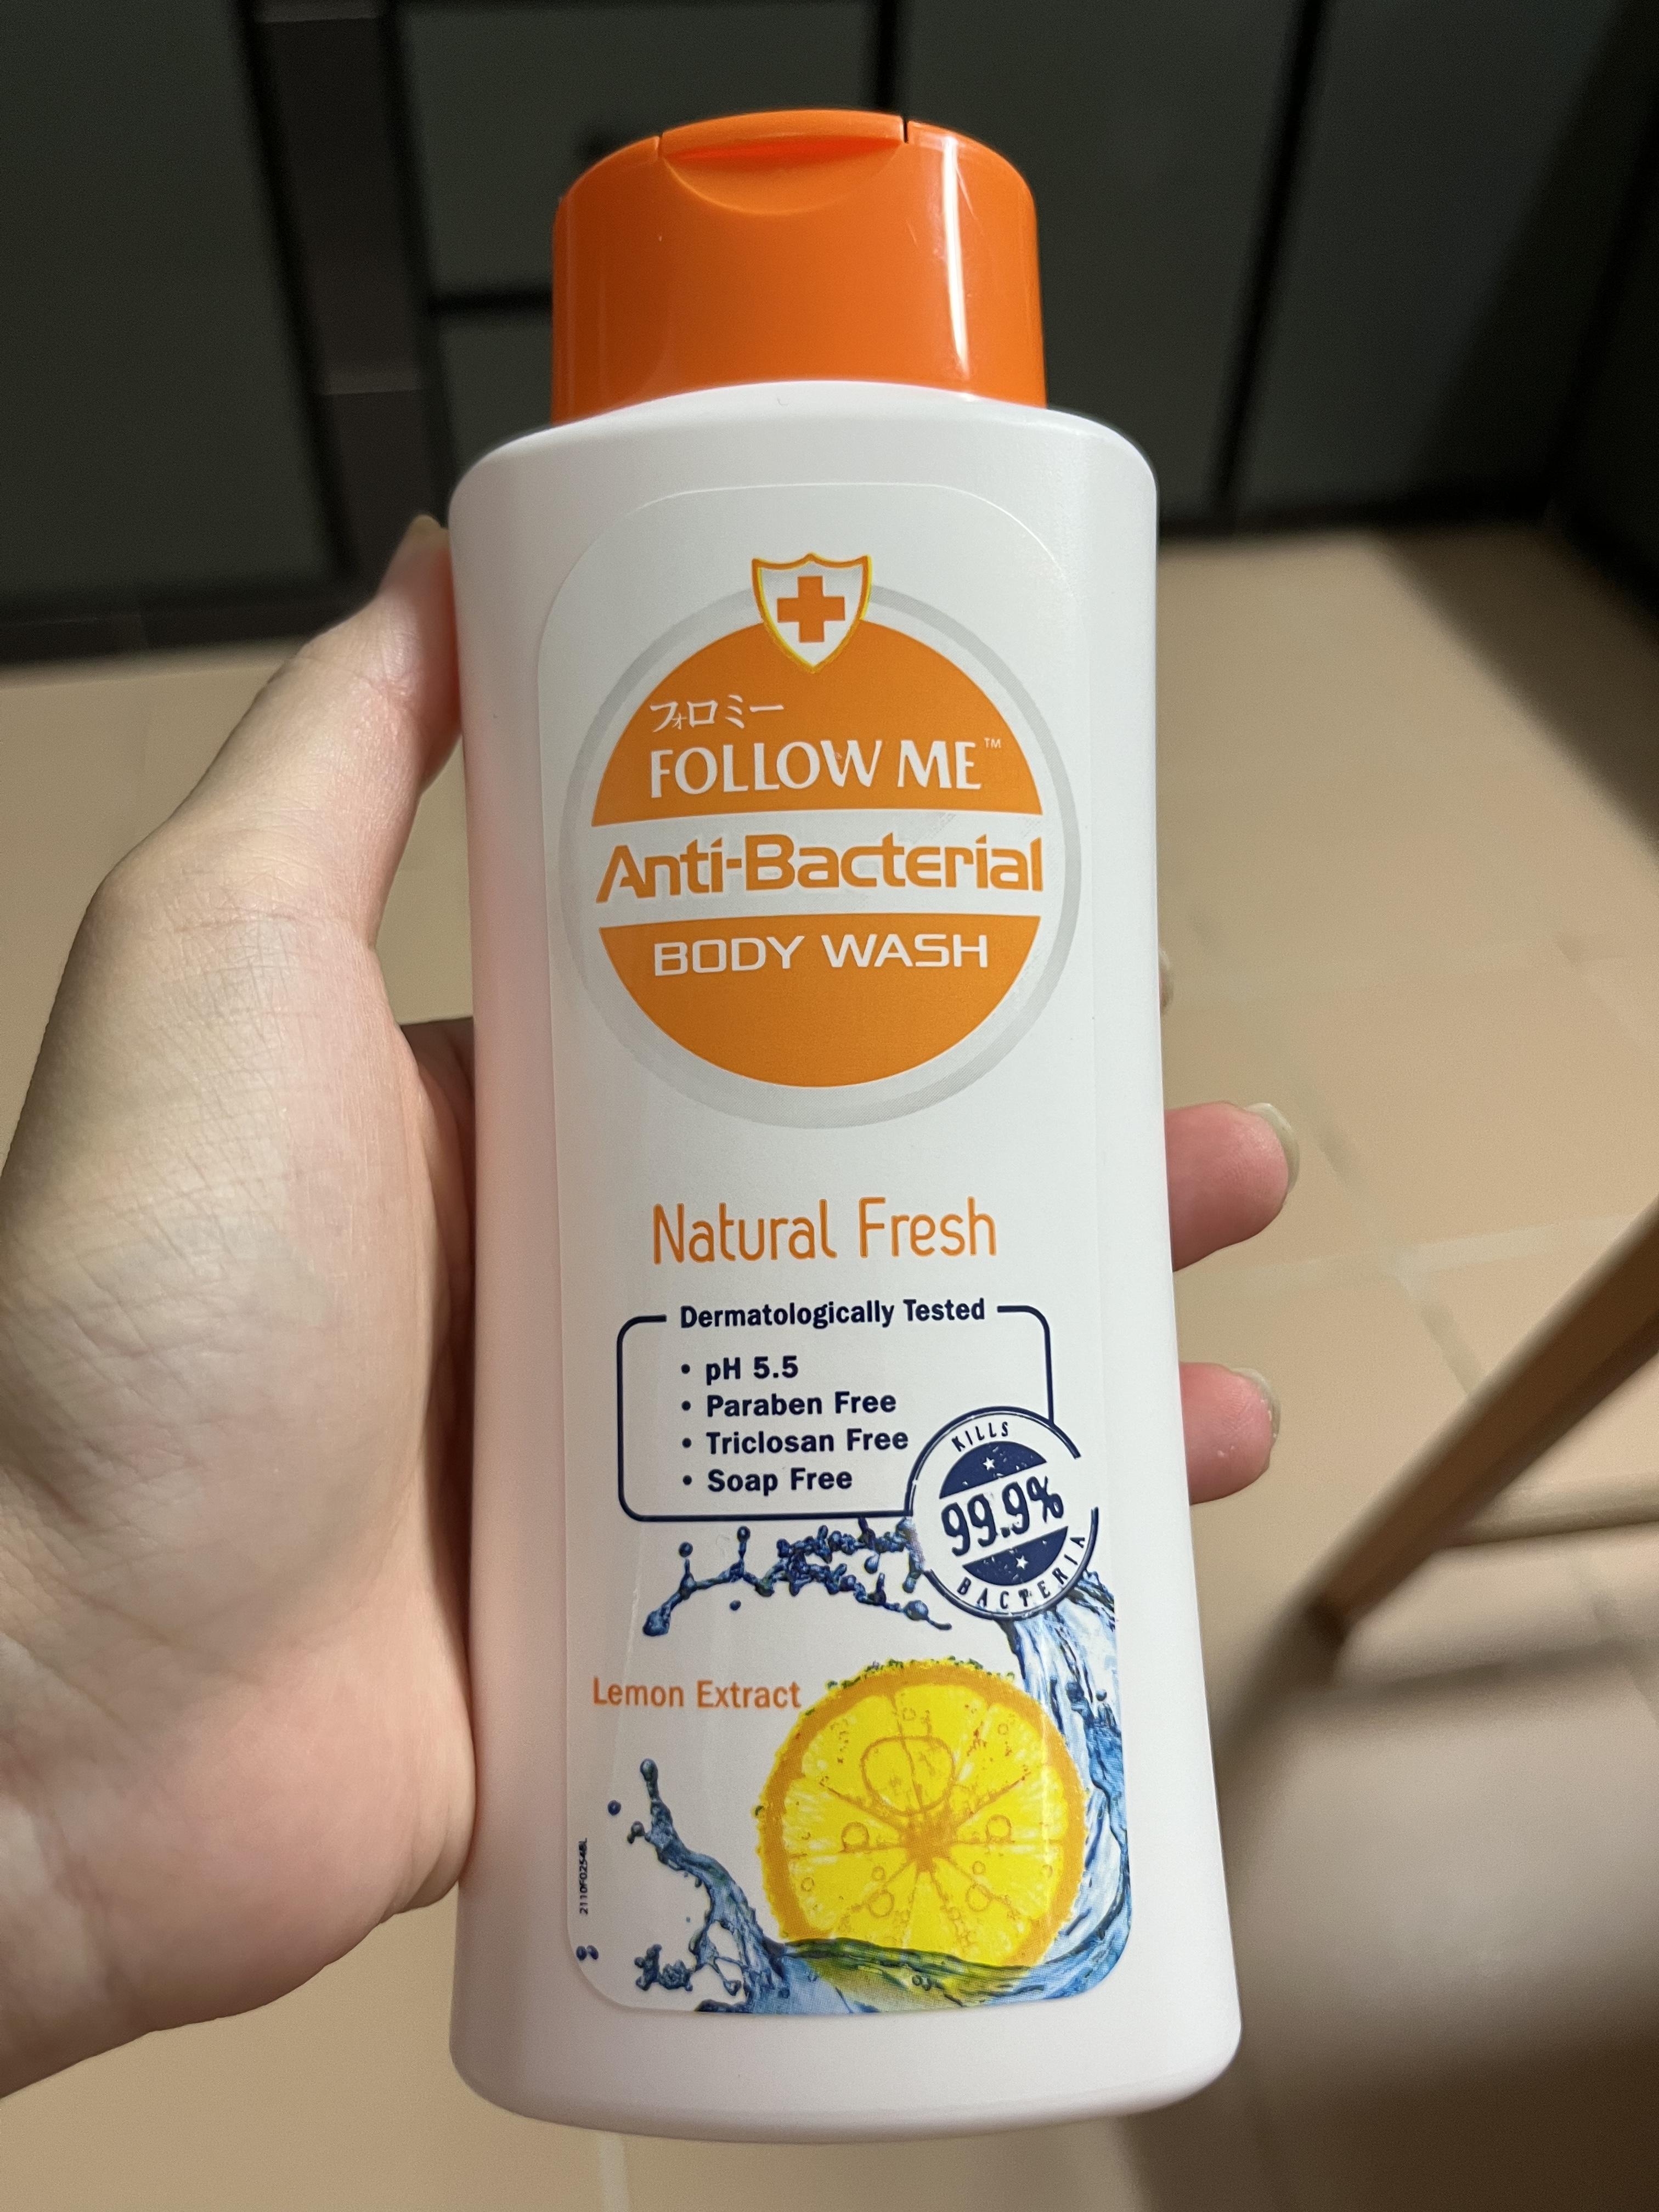 フォロミー
FOLLOW ME™
Anti-Bacterial
BODY WASH
Natural Fresh
Dermatologically Tested
• pH 5.5
• Paraben Free
• Triclosan Free
• Soap Free
KILLS
99.9%
BACTERIA
Lemon Extract
2110F0254BL